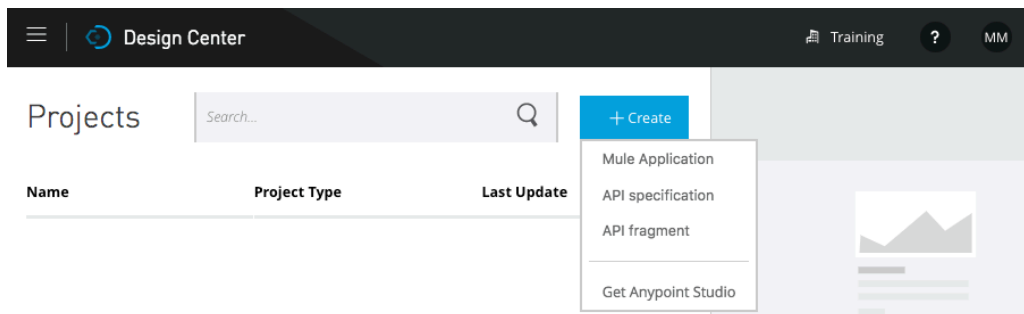 Design Center
Training
?
MM
Projects
Search...
+ Create
Mule Application
Name
Project Type
Last Update
API specification
API fragment
Get Anypoint Studio